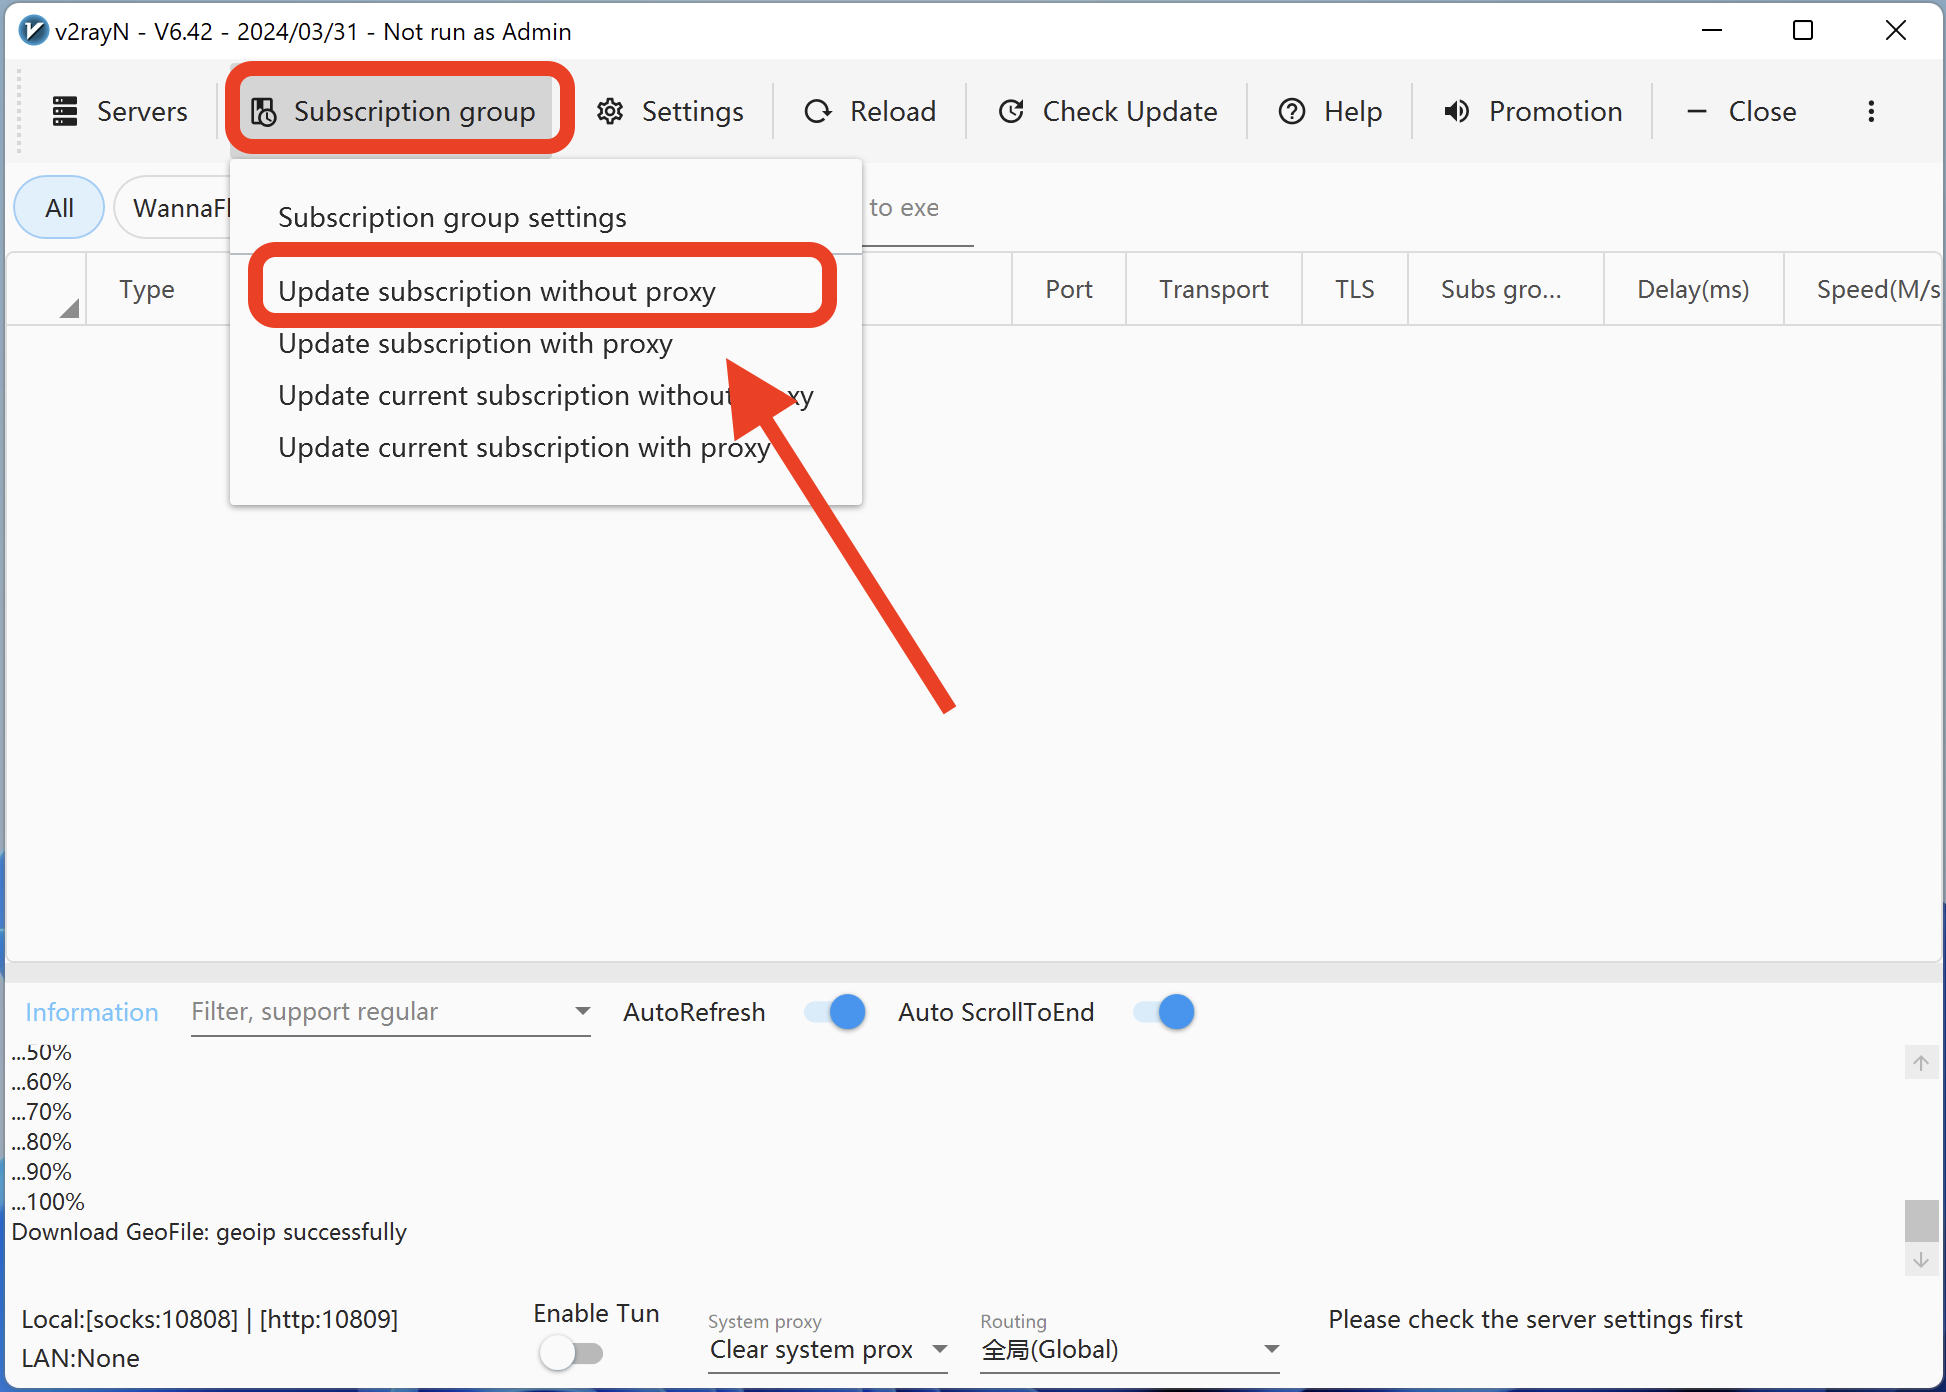 v2rayN - V6.42 - 2024/03/31 - Not run as Admin
Servers Subscription group Settings Reload Check Update Help Promotion Close
All WannaFl to exe
Subscription group settings
Type Port Transport TLS Subs gro... Delay(ms) Speed(M/s
Update subscription without proxy
Update subscription with proxy
Update current subscription without xy
Update current subscription with proxy
Information Filter, support regular AutoRefresh Auto ScrollToEnd
...50%
...60%
...70%
...80%
...90%
...100%
Download GeoFile: geoip successfully
Local:[socks:10808] | [http:10809] Enable Tun System proxy Routing Please check the server settings first
LAN:None Clear system prox 全局(Global)